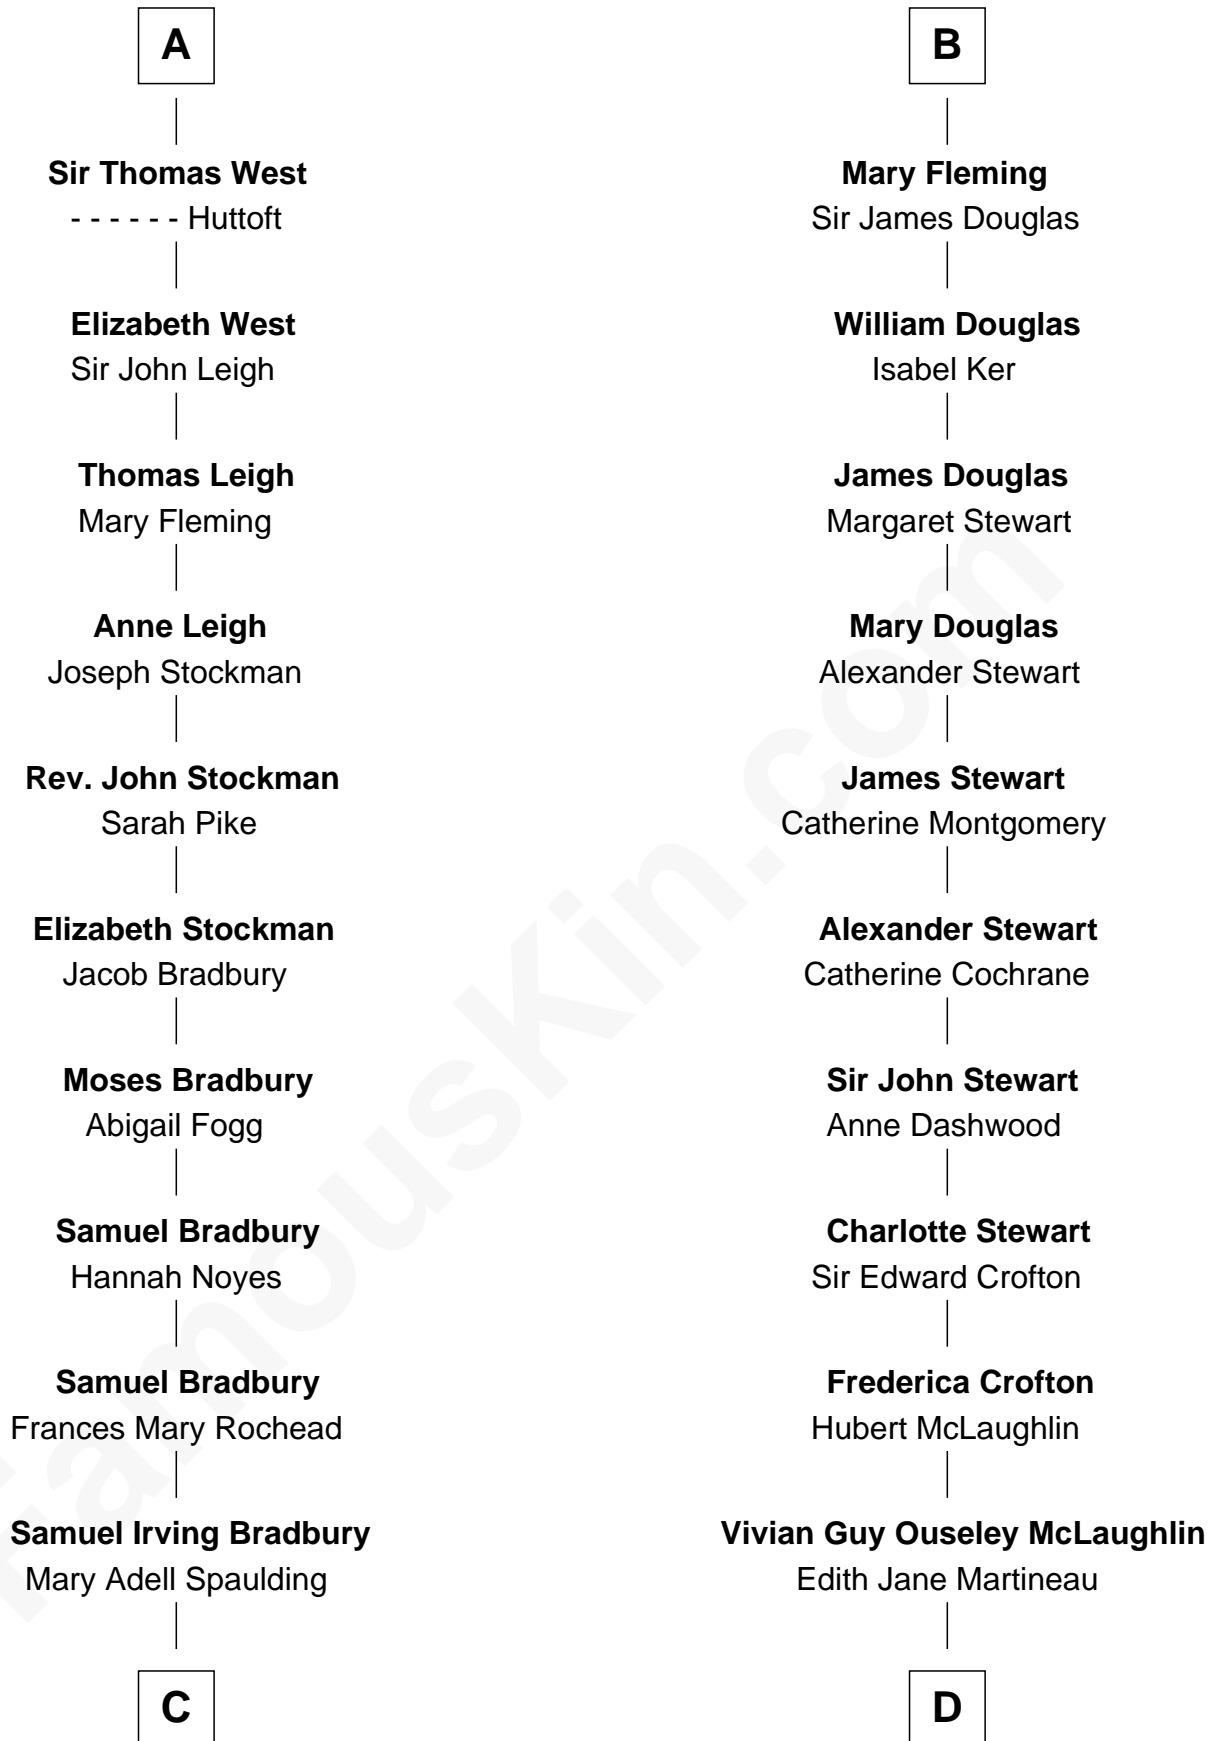 A
Sir Thomas West
- - - - - - Huttoft
Elizabeth West
Sir John Leigh
Thomas Leigh
Mary Fleming
Anne Leigh
Joseph Stockman
Rev. John Stockman
Sarah Pike
Elizabeth Stockman
Jacob Bradbury
Moses Bradbury
Abigail Fogg
Samuel Bradbury
Hannah Noyes
Samuel Bradbury
Frances Mary Rochead
Samuel Irving Bradbury
Mary Adell Spaulding
C
B
Mary Fleming
Sir James Douglas
William Douglas
Isabel Ker
James Douglas
Margaret Stewart
Mary Douglas
Alexander Stewart
James Stewart
Catherine Montgomery
Alexander Stewart
Catherine Cochrane
Sir John Stewart
Anne Dashwood
Charlotte Stewart
Sir Edward Crofton
Frederica Crofton
Hubert McLaughlin
Vivian Guy Ouseley McLaughlin
Edith Jane Martineau
D
FamousKin.com